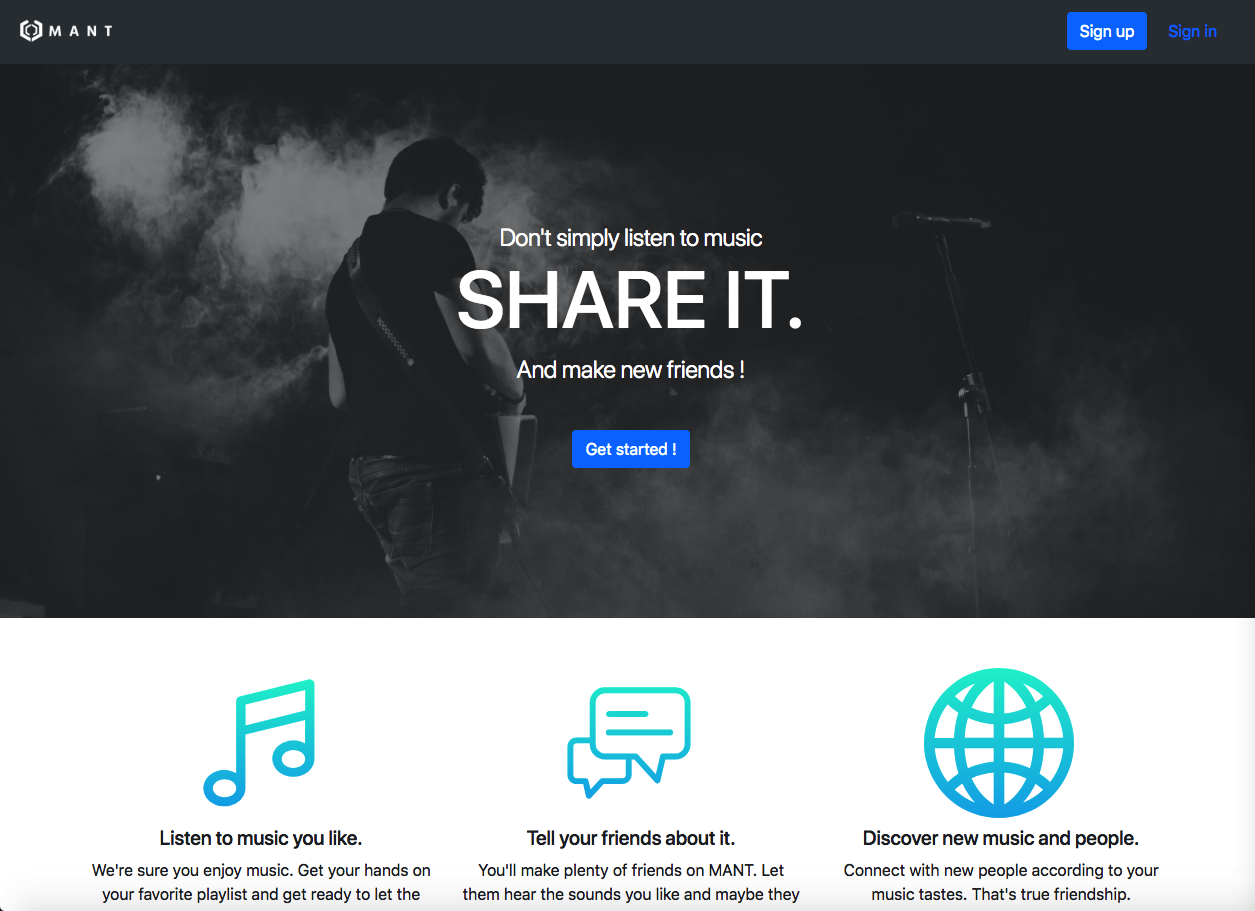 MANT
Sign up
Sign in
Don't simply listen to music
SHARE IT.
And make new friends !
Get started !
Listen to music you like.
We're sure you enjoy music. Get your hands on
your favorite playlist and get ready to let the
Tell your friends about it.
You'll make plenty of friends on MANT. Let
them hear the sounds you like and maybe they
Discover new music and people.
Connect with new people according to your
music tastes. That's true friendship.